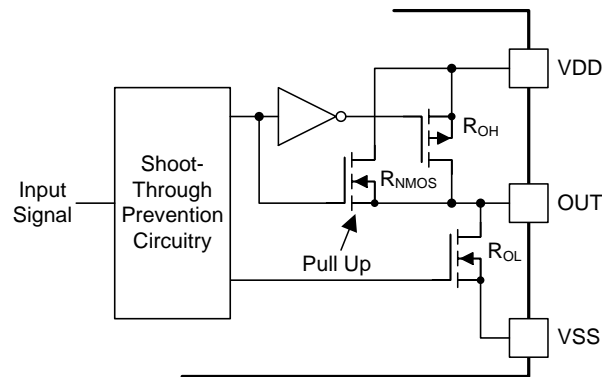 VDD
R_OH
Shoot-
Through
Prevention
Circuitry
R_NMOS
Input
Signal
OUT
Pull Up
R_OL
VSS